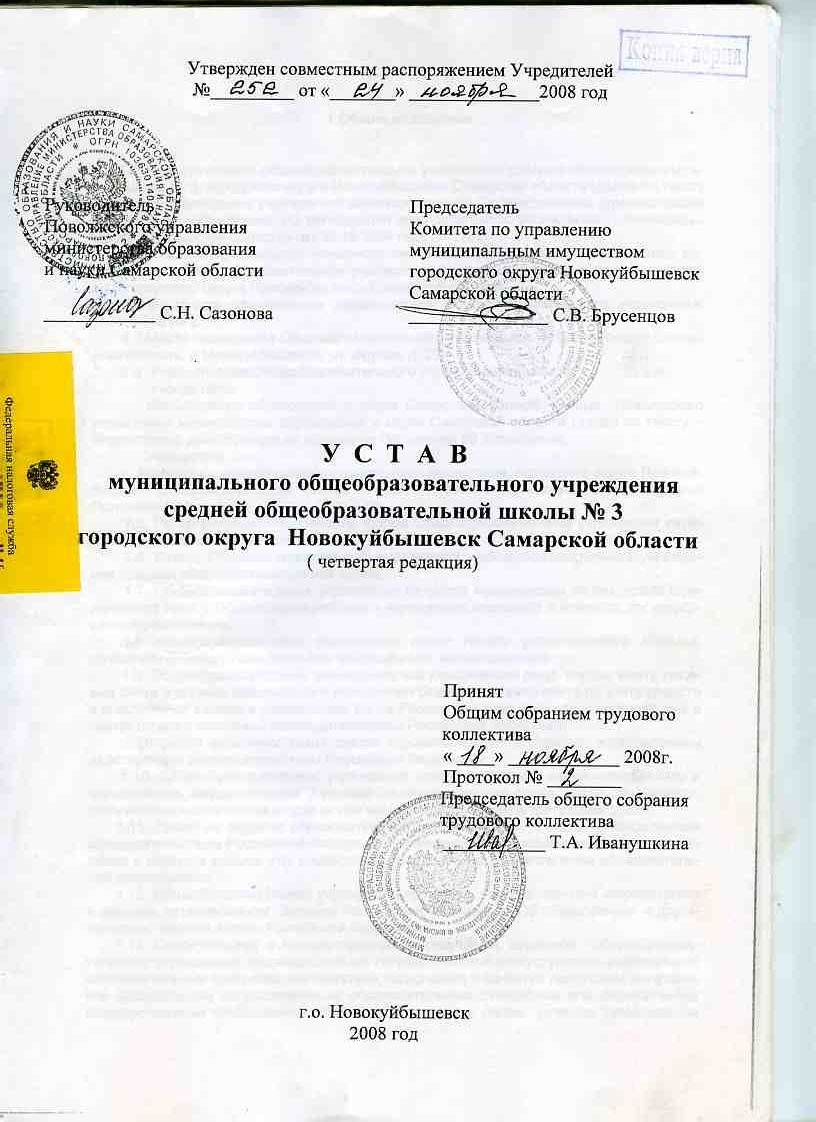 Копия верна
Утвержден совместным распоряжением Учредителей
№ 252 от « 24 » ноября 2008 год
Руководитель
Поволжского управления
министерства образования
и науки Самарской области
С.Н. Сазонова
Председатель
Комитета по управлению
муниципальным имуществом
городского округа Новокуйбышевск
Самарской области
С.В. Брусенцов
Федеральная налоговая служба
У С Т А В
муниципального общеобразовательного учреждения
средней общеобразовательной школы № 3
городского округа Новокуйбышевск Самарской области
( четвертая редакция)
Принят
Общим собранием трудового
коллектива
« 18 » ноября 2008г.
Протокол № 2
Председатель общего собрания
трудового коллектива
Т.А. Иванушкина
г.о. Новокуйбышевск
2008 год